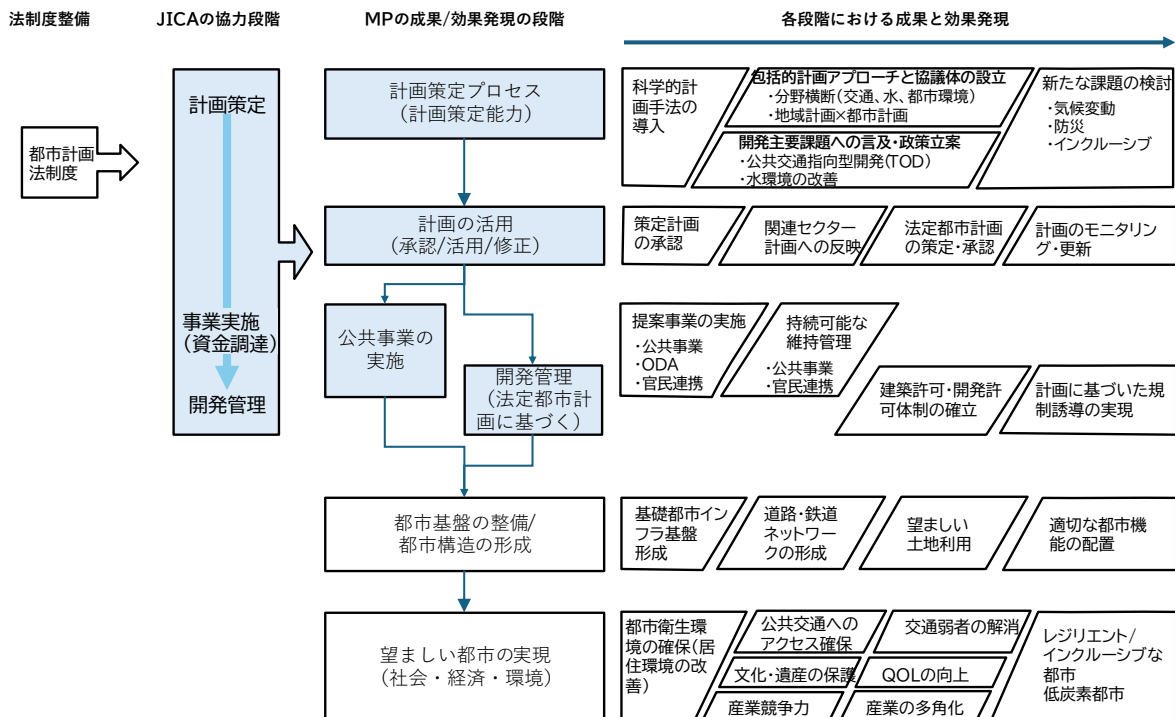 法制度整備
JICAの協力段階
MPの成果/効果発現の段階
各段階における成果と効果発現
都市計画
法制度
計画策定
事業実施
（資金調達）
開発管理
計画策定プロセス
（計画策定能力）
科学的計
画手法の
導入
包括的計画アプローチと協議体の設立
・分野横断（交通、水、都市環境）
・地域計画×都市計画
開発主要課題への言及・政策立案
・公共交通指向型開発（TOD）
・水環境の改善
新たな課題の検討
・気候変動
・防災
・インクルーシブ
計画の活用
（承認/活用/修正）
策定計画
の承認
関連セクター
計画への反映
法定都市計画
の策定・承認
計画のモニタリン
グ・更新
公共事業の
実施
開発管理
（法定都市計
画に基づく）
提案事業の実施
・公共事業
・ODA
・官民連携
持続可能な
維持管理
・公共事業
・官民連携
建築許可・開発許
可体制の確立
計画に基づいた規
制誘導の実現
都市基盤の整備/
都市構造の形成
基礎都市イン
フラ基盤
形成
道路・鉄道
ネットワー
クの形成
望ましい
土地利用
適切な都市機
能の配置
望ましい都市の実現
（社会・経済・環境）
都市衛生環
境の確保（居
住環境の改
善）
公共交通への
アクセス確保
交通弱者の解消
文化・遺産の保護
QOLの向上
産業競争力
産業の多角化
レジリエント/
インクルーシブな
都市
低炭素都市